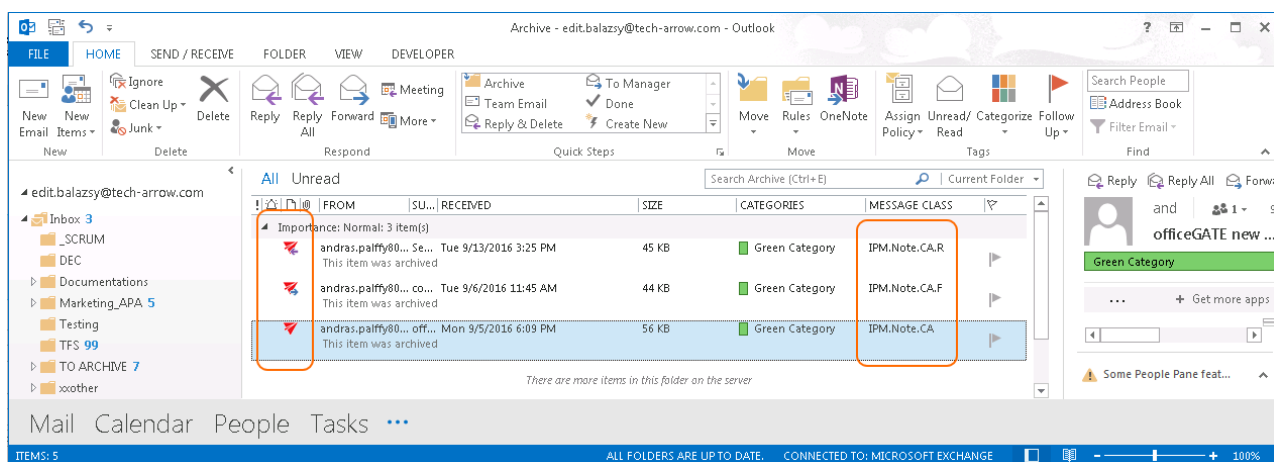 Archive - edit.balazsy@tech-arrow.com - Outlook
FILE HOME SEND / RECEIVE FOLDER VIEW DEVELOPER
New Email
New Items
Ignore
Clean Up
Junk
Delete
Reply
Reply All
Forward
Meeting
More
Archive
Team Email
Reply & Delete
To Manager
Done
Create New
Move
Rules
OneNote
Assign Policy
Unread/ Read
Categorize
Follow Up
Search People
Address Book
Filter Email
New Delete Respond Quick Steps Move Tags Find
edit.balazsy@tech-arrow.com
Inbox 3
_SCRUM
DEC
Documentations
Marketing_APA 5
Testing
TFS 99
TO ARCHIVE 7
xxother
All Unread
Search Archive (Ctrl+E) Current Folder
! FROM SU... RECEIVED SIZE CATEGORIES MESSAGE CLASS
Importance: Normal: 3 item(s)
andras.palffy80... Se... Tue 9/13/2016 3:25 PM 45 KB Green Category IPM.Note.CA.R
This item was archived
andras.palffy80... co... Tue 9/6/2016 11:45 AM 44 KB Green Category IPM.Note.CA.F
This item was archived
andras.palffy80... off... Mon 9/5/2016 6:09 PM 56 KB Green Category IPM.Note.CA
This item was archived
There are more items in this folder on the server
Reply Reply All Forw
and 1
officeGATE new ...
Green Category
... + Get more apps
Some People Pane feat...
Mail Calendar People Tasks ...
ITEMS: 5 ALL FOLDERS ARE UP TO DATE. CONNECTED TO: MICROSOFT EXCHANGE - + 100%